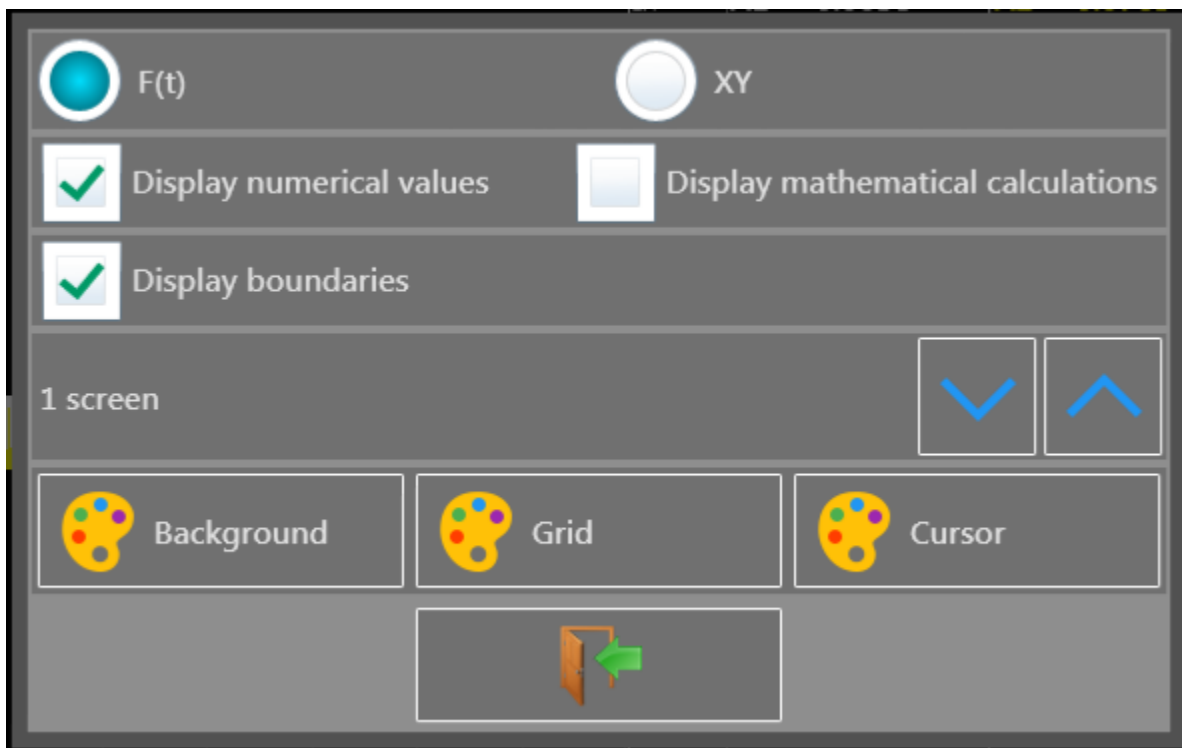 F(t)
XY
Display numerical values
Display mathematical calculations
Display boundaries
1 screen
Background
Grid
Cursor